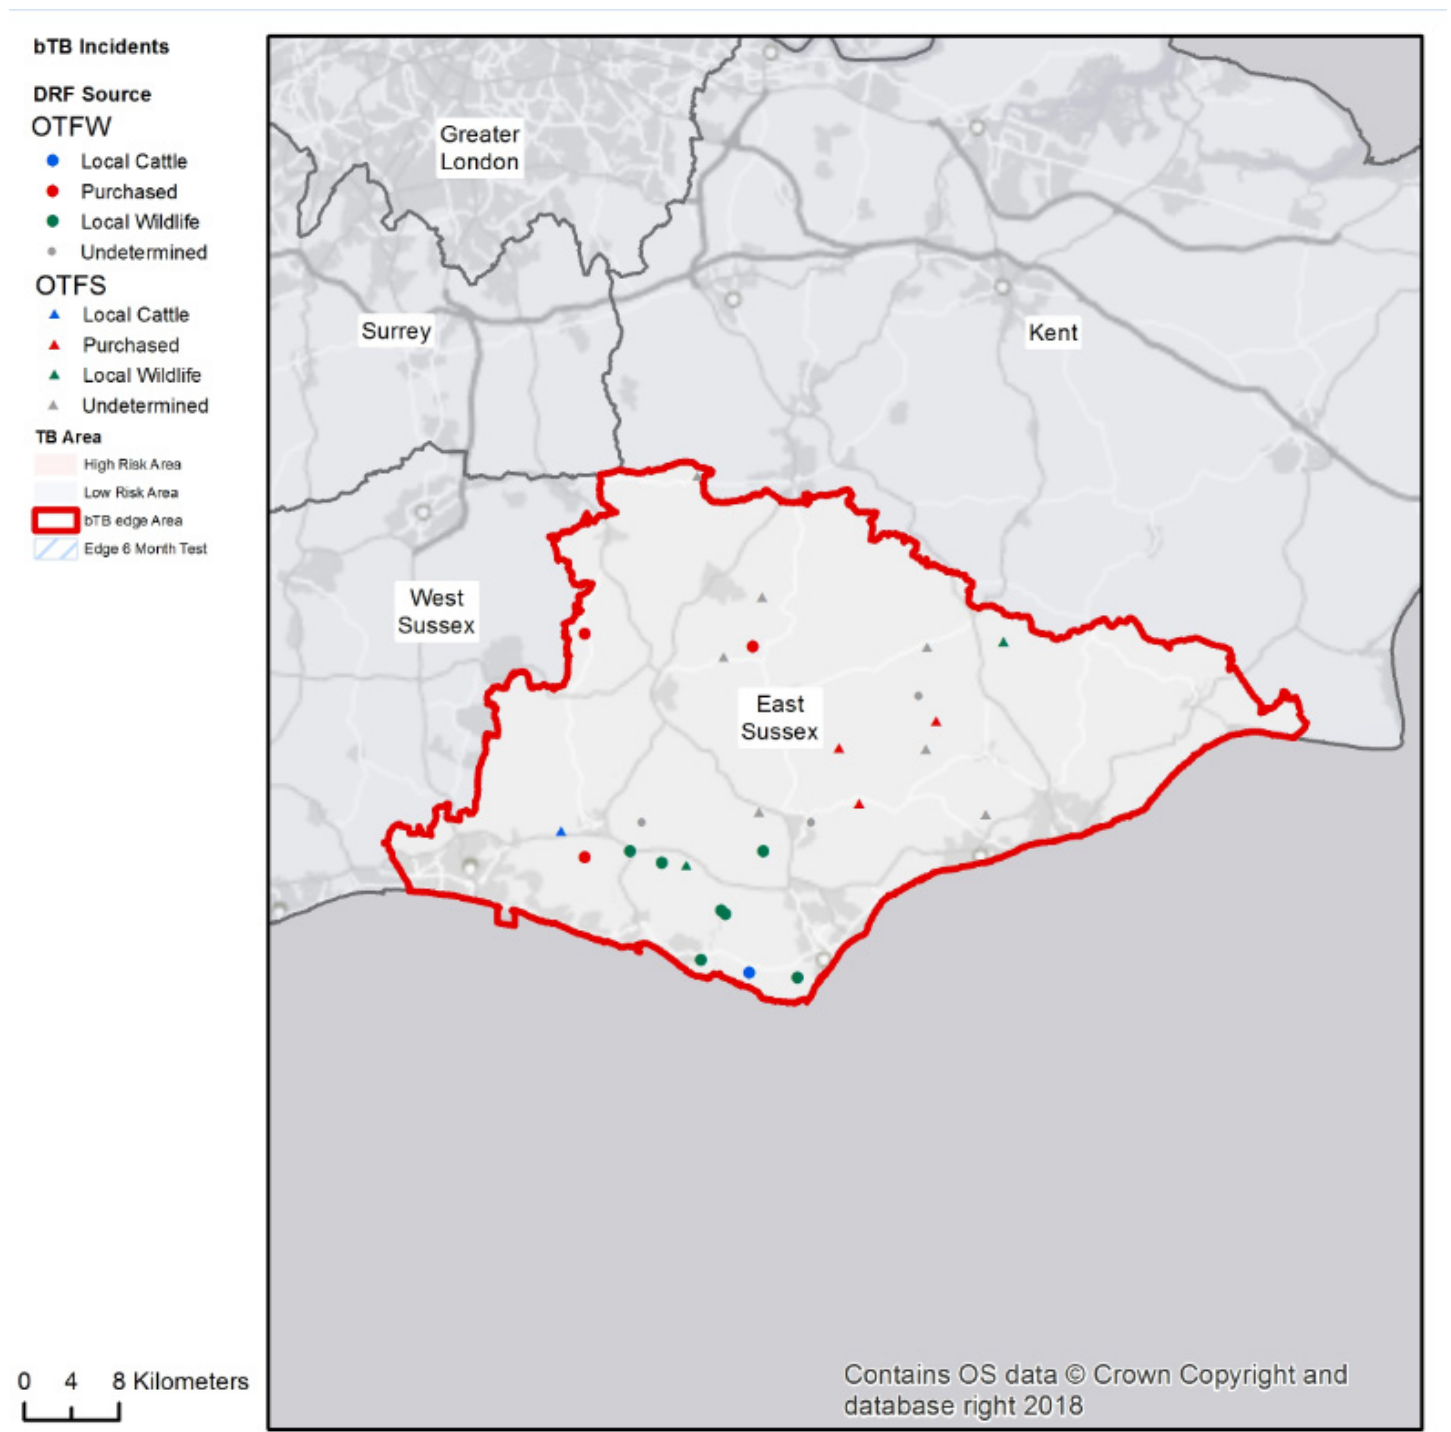 bTB Incidents
DRF Source
OTFW
Local Cattle
Purchased
Local Wildlife
Undetermined
OTFS
Local Cattle
Purchased
Local Wildlife
Undetermined
TB Area
High Risk Area
Low Risk Area
bTB edge Area
Edge 6 Month Test
Greater
London
Surrey
Kent
West
Sussex
East
Sussex
0 4 8 Kilometers
Contains OS data © Crown Copyright and
database right 2018